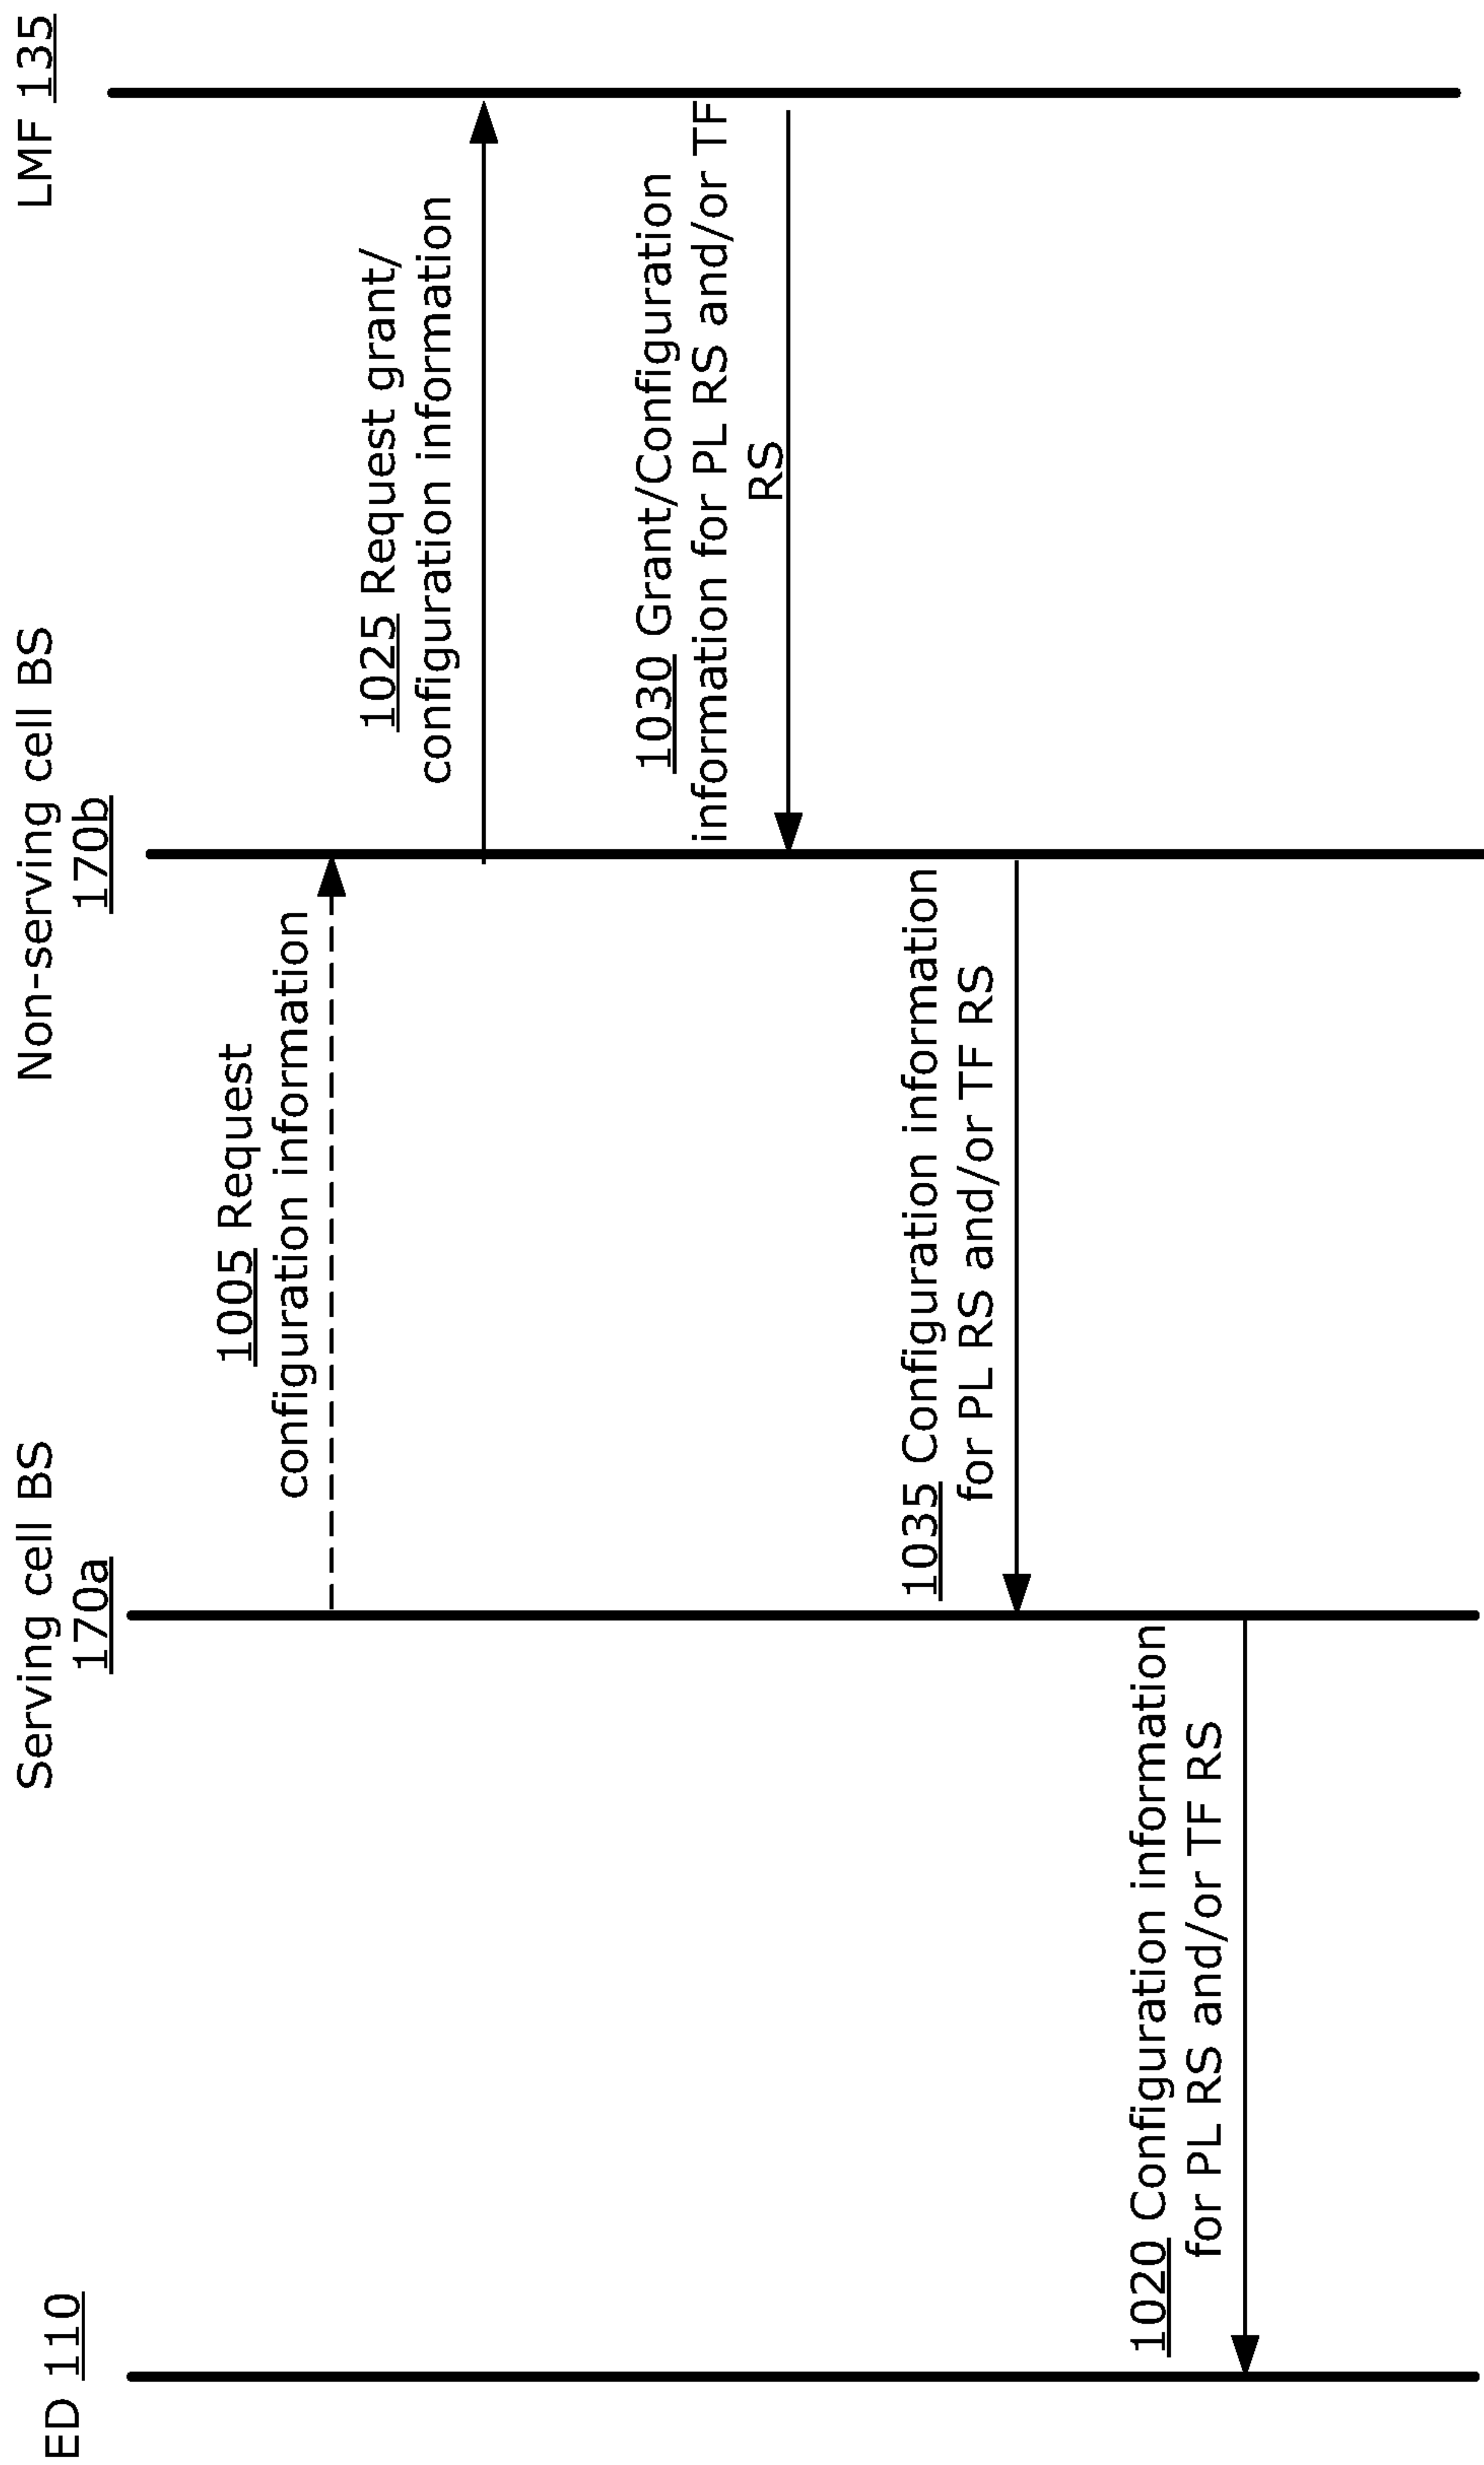 ED 110
Serving cell BS
170a
Non-serving cell BS
170b
LMF 135
1005 Request
configuration information
1025 Request grant/
configuration information
1030 Grant/Configuration
information for PL RS and/or TF
RS
1035 Configuration information
for PL RS and/or TF RS
1020 Configuration information
for PL RS and/or TF RS